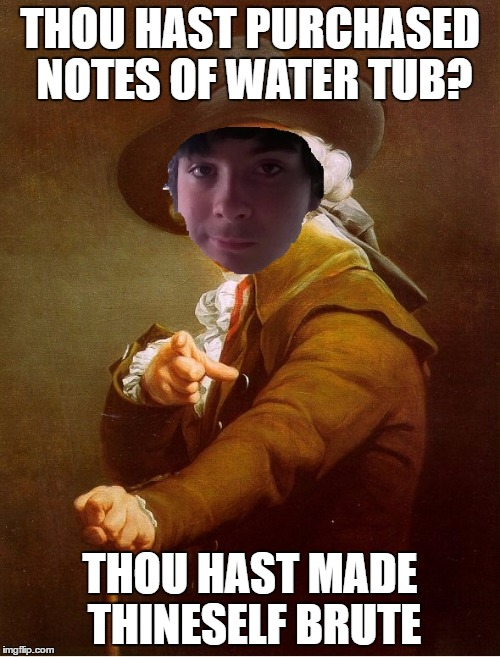 THOU HAST PURCHASED
NOTES OF WATER TUB?
THOU HAST MADE
THINESELF BRUTE
imgflip.com